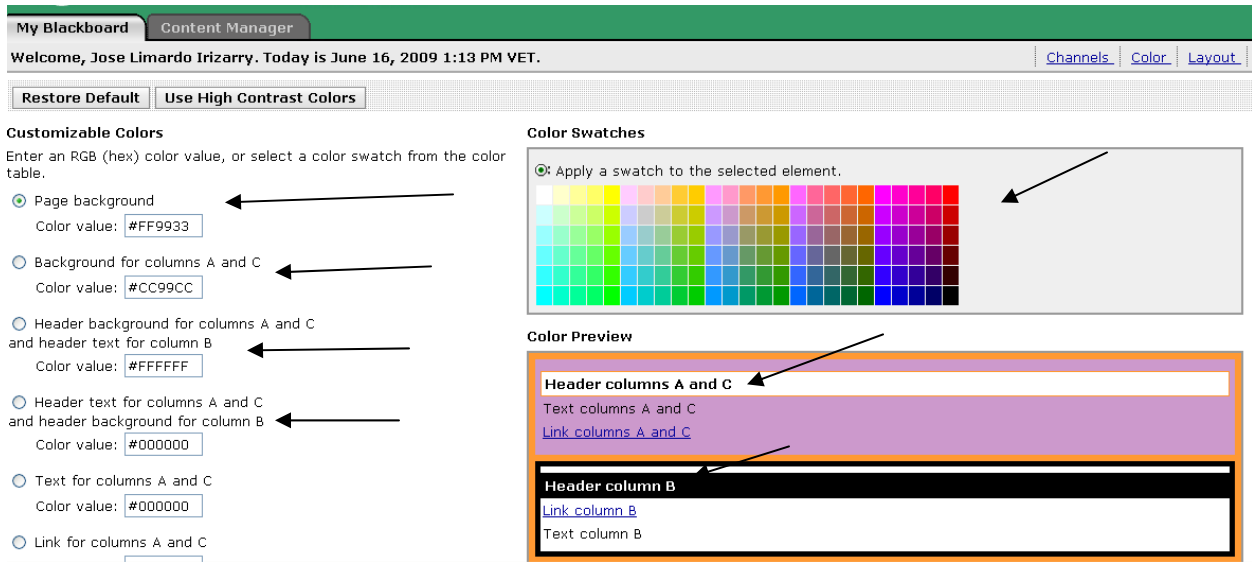 My Blackboard Content Manager
Welcome, Jose Limardo Irizarry. Today is June 16, 2009 1:13 PM VET.
Channels Color Layout
Restore Default Use High Contrast Colors
Customizable Colors
Enter an RGB (hex) color value, or select a color swatch from the color
table.
Page background
Color value: #FF9933
Background for columns A and C
Color value: #CC99CC
Header background for columns A and C
and header text for column B
Color value: #FFFFFF
Header text for columns A and C
and header background for column B
Color value: #000000
Text for columns A and C
Color value: #000000
Link for columns A and C
Color Swatches
: Apply a swatch to the selected element.
Color Preview
Header columns A and C
Text columns A and C
Link columns A and C
Header column B
Link column B
Text column B